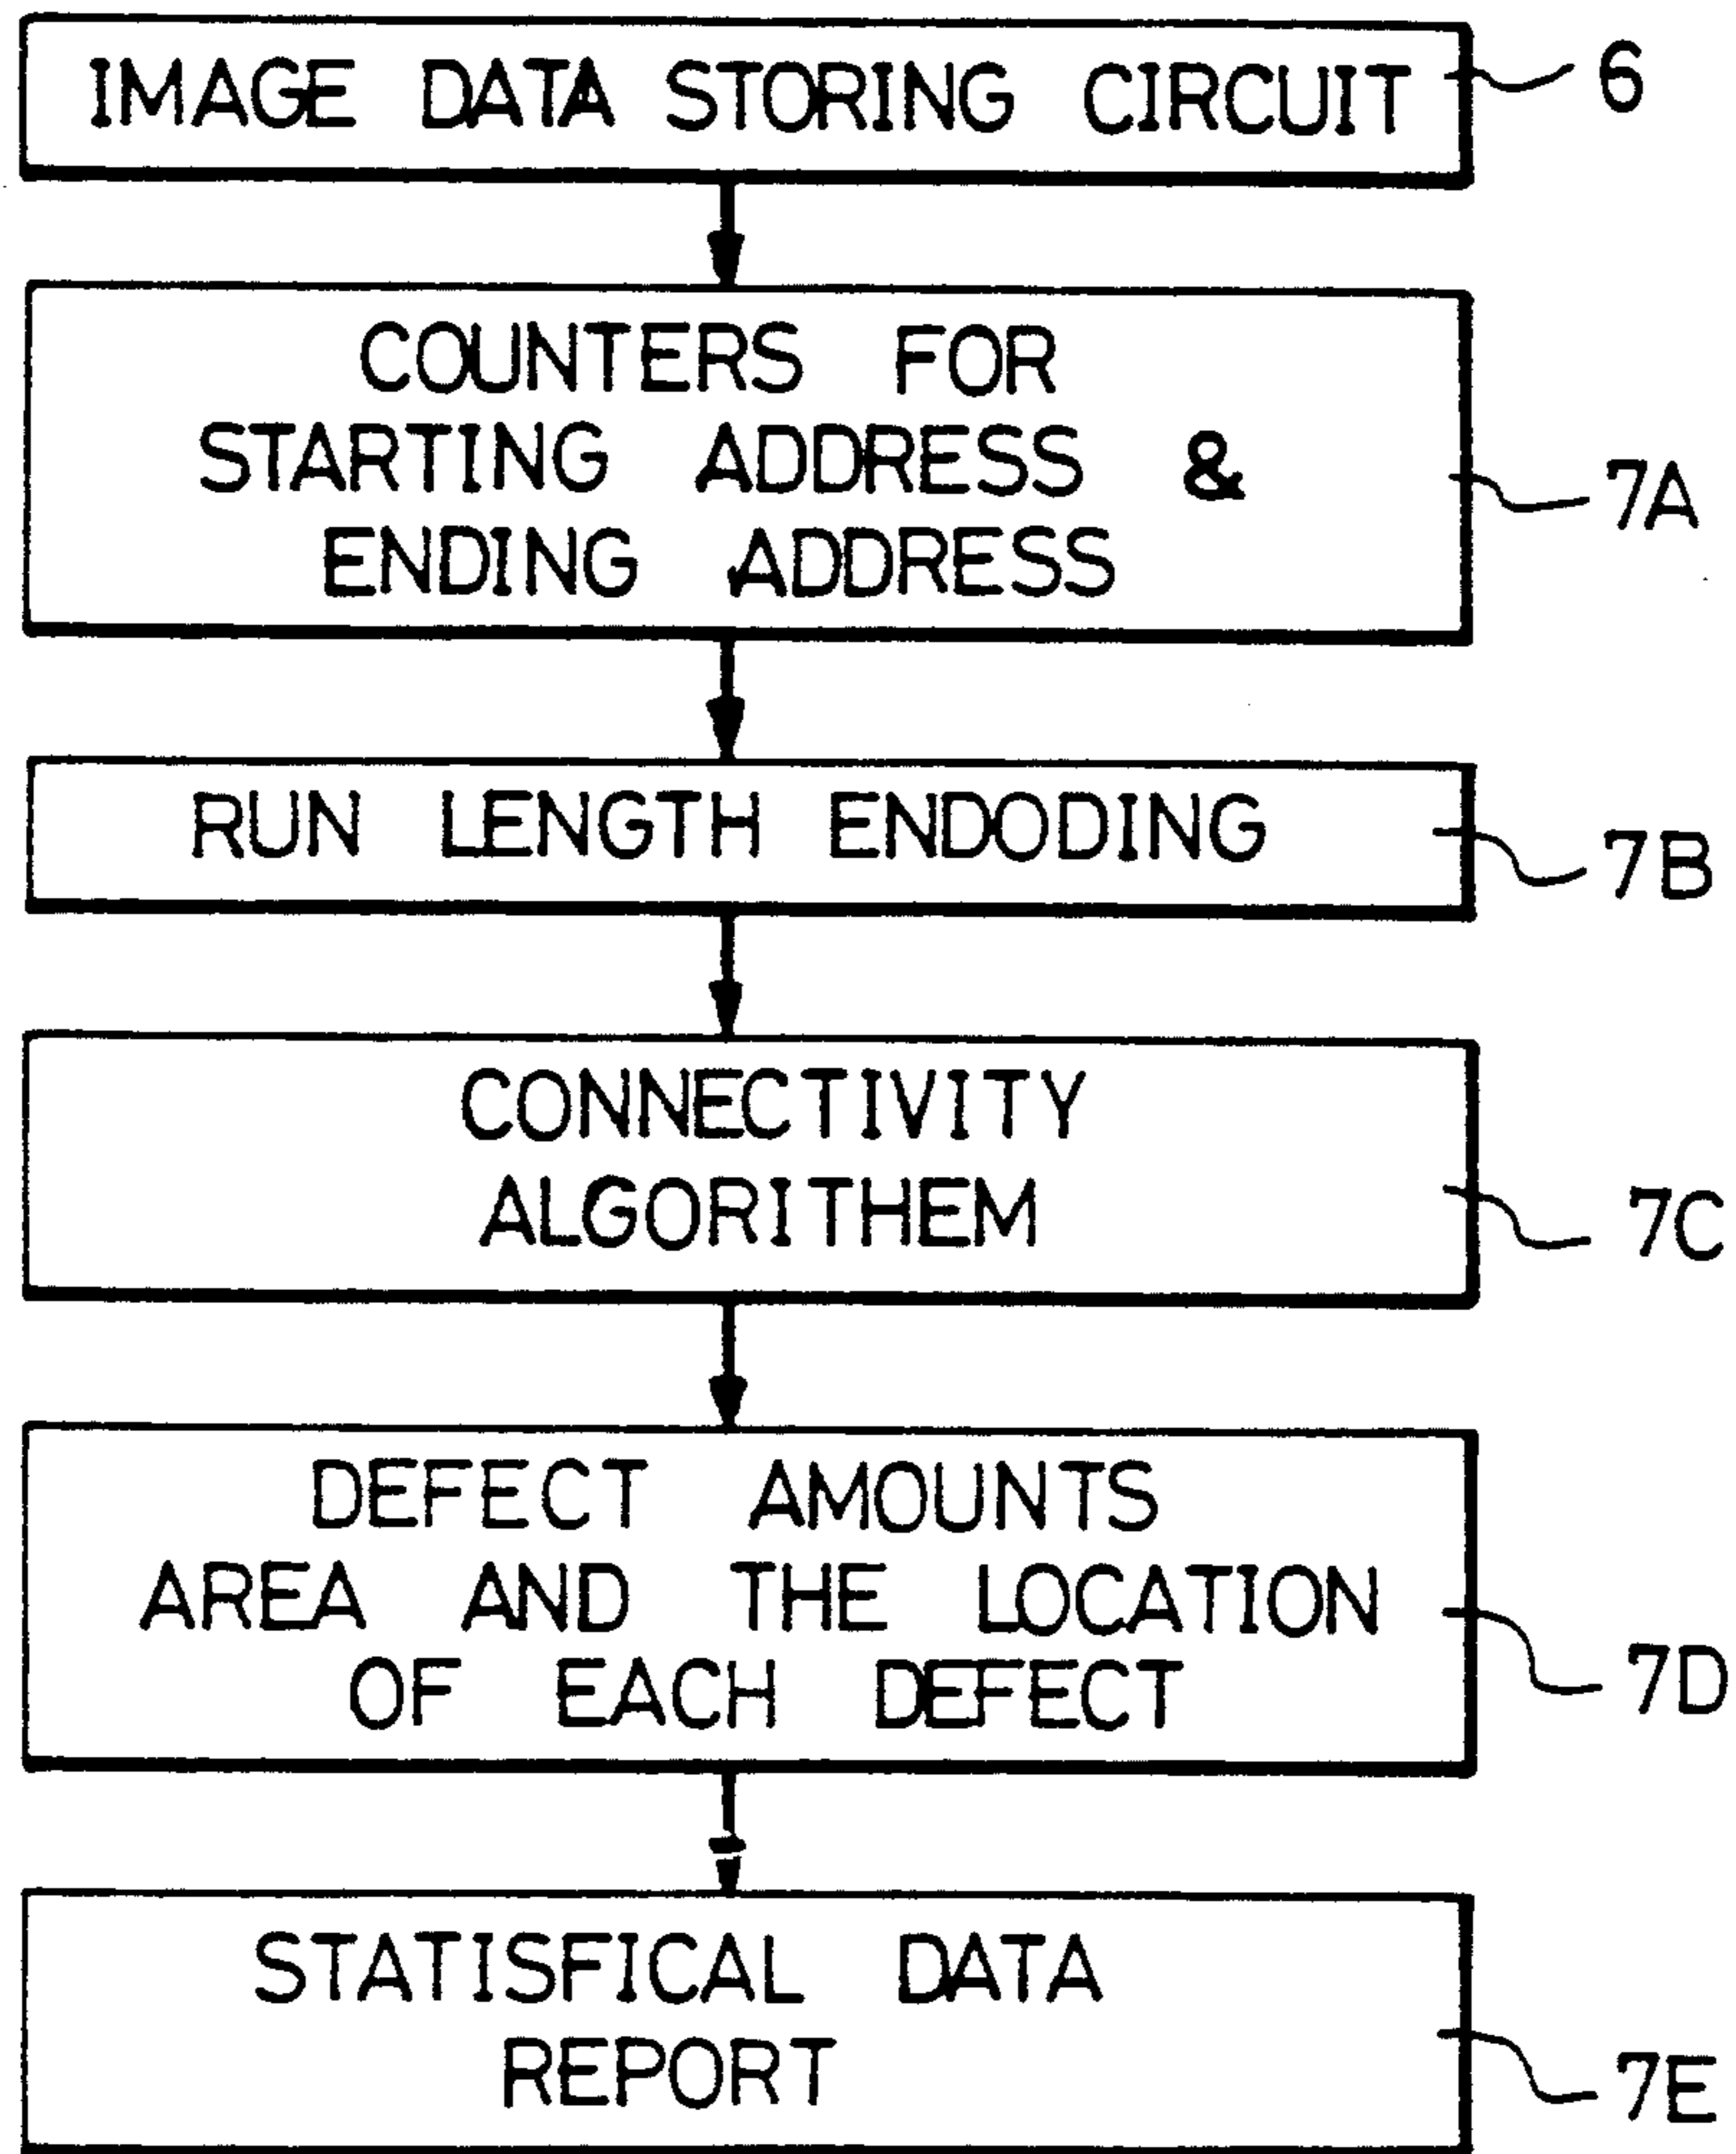 IMAGE DATA STORING CIRCUIT
6
COUNTERS FOR
STARTING ADDRESS &
ENDING ADDRESS
7A
RUN LENGTH ENDODING
7B
CONNECTIVITY
ALGORITHEM
7C
DEFECT AMOUNTS
AREA AND THE LOCATION
OF EACH DEFECT
7D
STATISFICAL DATA
REPORT
7E